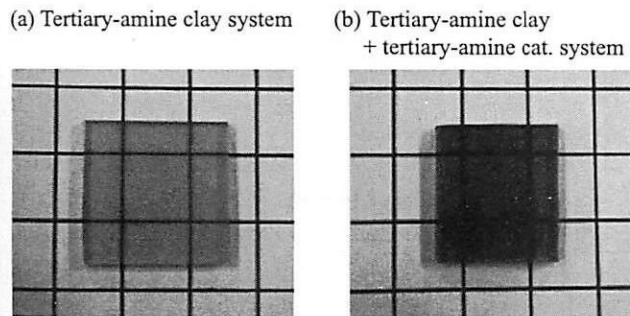 (a) Tertiary-amine clay system
(b) Tertiary-amine clay
+ tertiary-amine cat. system